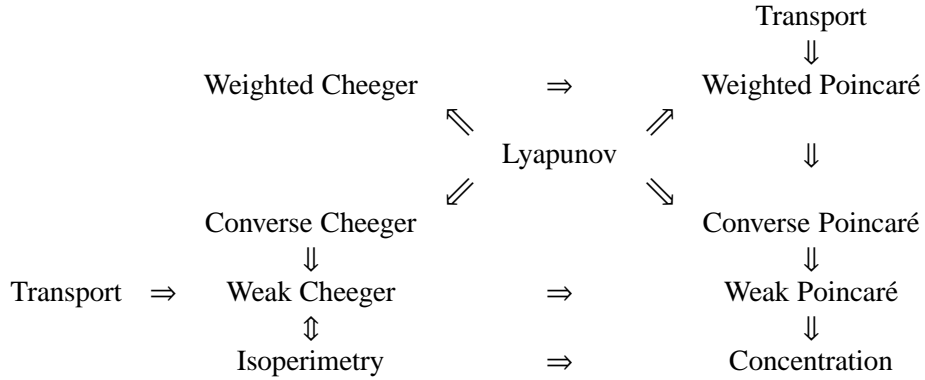 Transport
⇓
Weighted Cheeger ⇒ Weighted Poincaré
⇖ ⇗
Lyapunov ⇓
⇙ ⇘
Converse Cheeger Converse Poincaré
⇓ ⇓
Transport ⇒ Weak Cheeger ⇒ Weak Poincaré
⇕ ⇓
Isoperimetry ⇒ Concentration